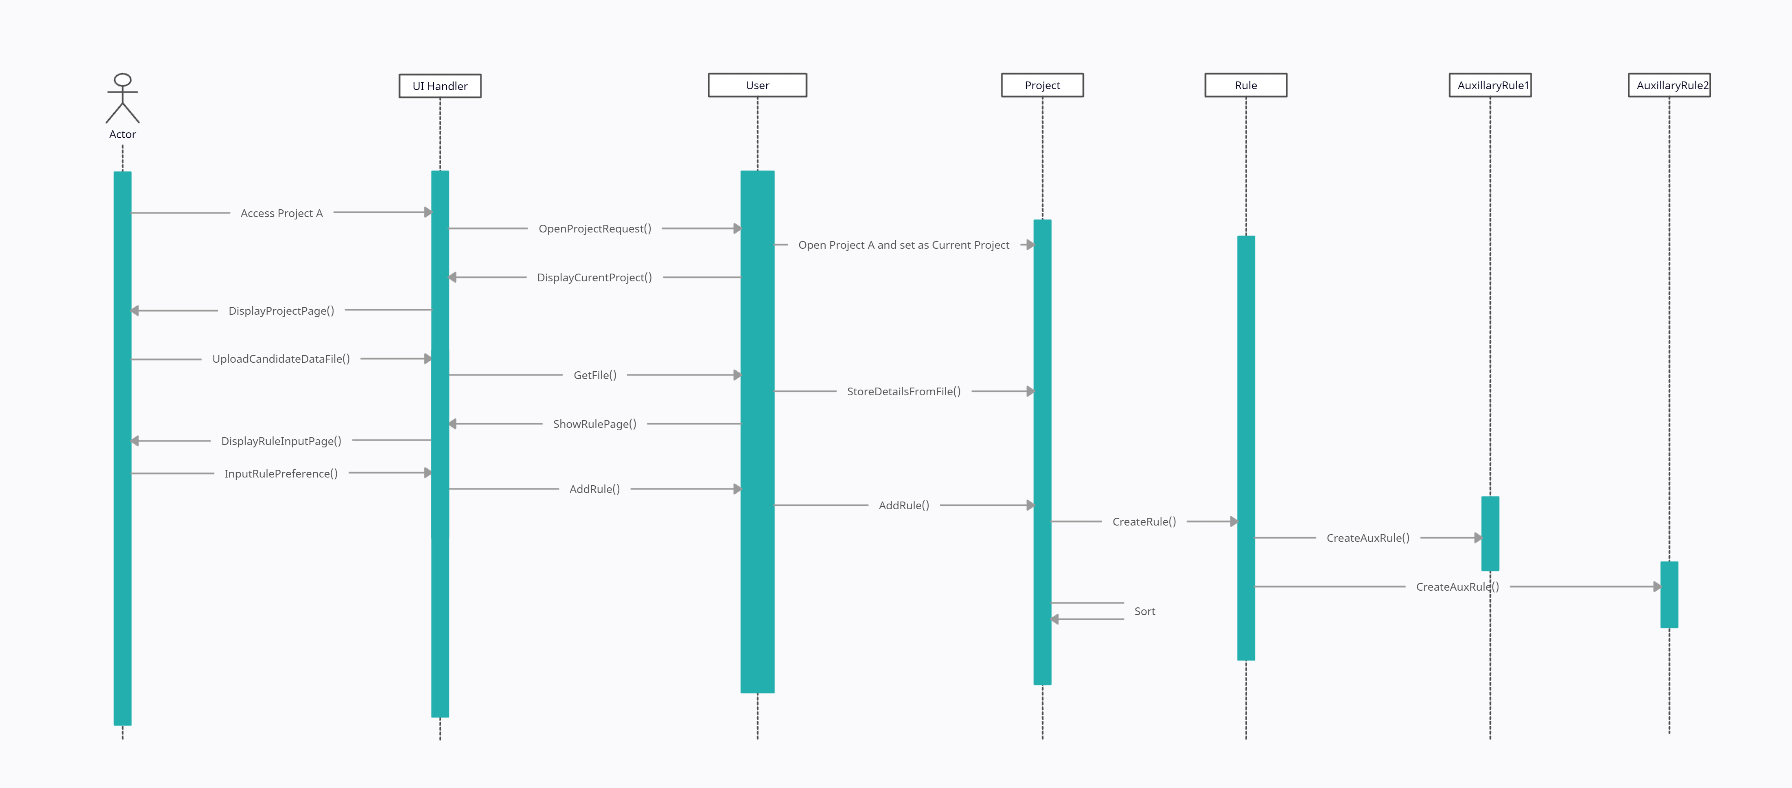 UI Handler
User
Project
Rule
AuxillaryRule1
AuxillaryRule2
Actor
Access Project A
OpenProjectRequest()
Open Project A and set as Current Project
DisplayCurentProject()
DisplayProjectPage()
UploadCandidateDataFile()
GetFile()
StoreDetailsFromFile()
ShowRulePage()
DisplayRuleInputPage()
InputRulePreference()
AddRule()
AddRule()
CreateRule()
CreateAuxRule()
CreateAuxRule()
Sort